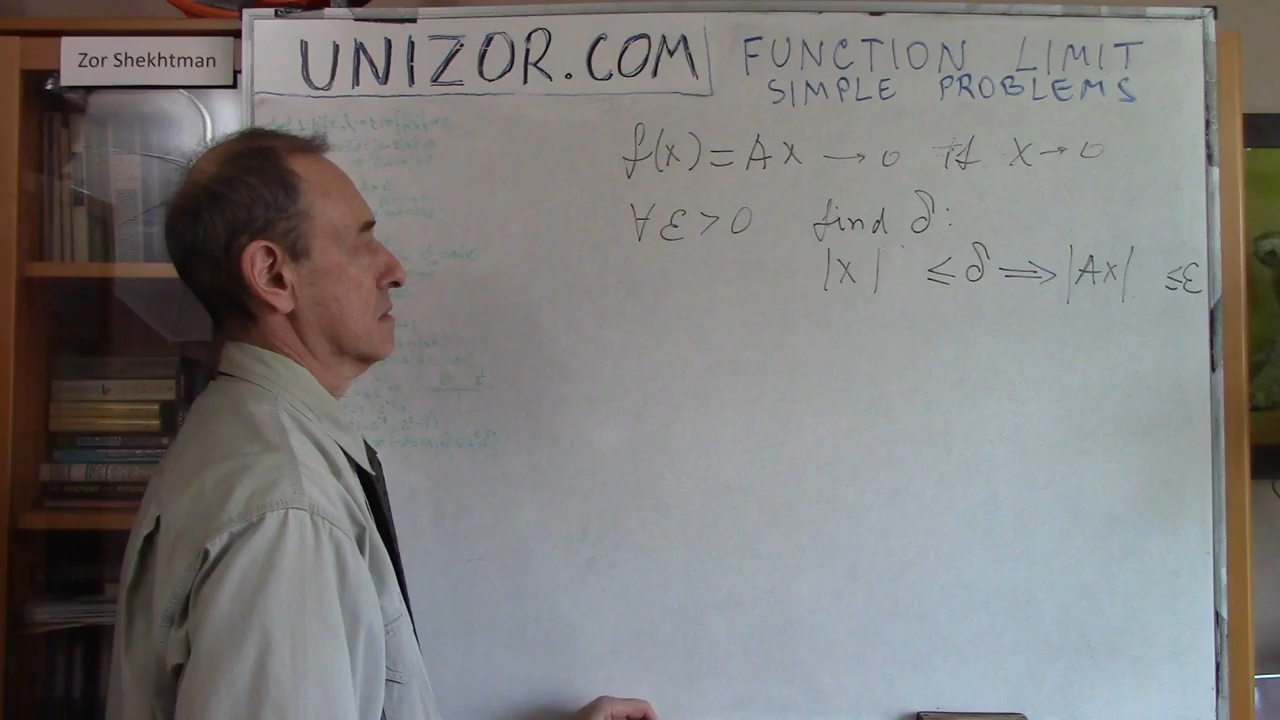 Zor Shekhtman
UNIZOR.COM
FUNCTION LIMIT
SIMPLE PROBLEMS
f(x)=Ax →0 if x→0
∀ε>0 find δ:
|x| ≤δ⟹|Ax| ≤ε